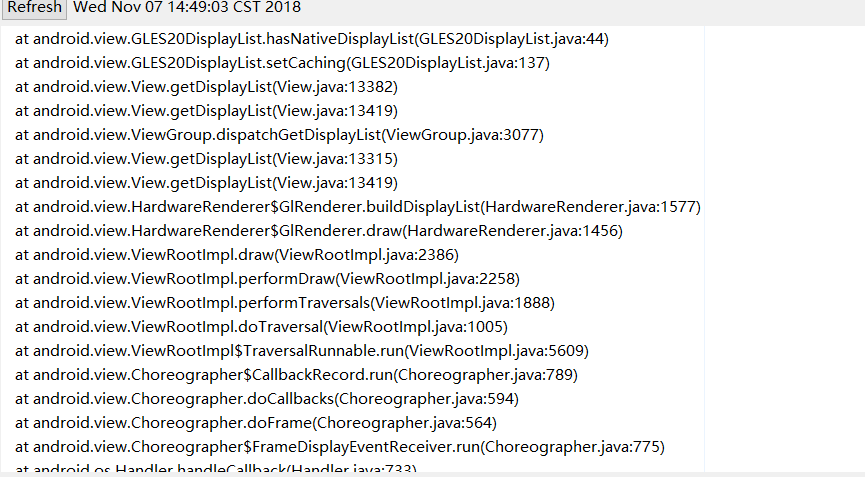 Refresh Wed Nov 07 14:49:03 CST 2018
at android.view.GLES20DisplayList.hasNativeDisplayList(GLES20DisplayList.java:44)
at android.view.GLES20DisplayList.setCaching(GLES20DisplayList.java:137)
at android.view.View.getDisplayList(View.java:13382)
at android.view.View.getDisplayList(View.java:13419)
at android.view.ViewGroup.dispatchGetDisplayList(ViewGroup.java:3077)
at android.view.View.getDisplayList(View.java:13315)
at android.view.View.getDisplayList(View.java:13419)
at android.view.HardwareRenderer$GlRenderer.buildDisplayList(HardwareRenderer.java:1577)
at android.view.HardwareRenderer$GlRenderer.draw(HardwareRenderer.java:1456)
at android.view.ViewRootImpl.draw(ViewRootImpl.java:2386)
at android.view.ViewRootImpl.performDraw(ViewRootImpl.java:2258)
at android.view.ViewRootImpl.performTraversals(ViewRootImpl.java:1888)
at android.view.ViewRootImpl.doTraversal(ViewRootImpl.java:1005)
at android.view.ViewRootImpl$TraversalRunnable.run(ViewRootImpl.java:5609)
at android.view.Choreographer$CallbackRecord.run(Choreographer.java:789)
at android.view.Choreographer.doCallbacks(Choreographer.java:594)
at android.view.Choreographer.doFrame(Choreographer.java:564)
at android.view.Choreographer$FrameDisplayEventReceiver.run(Choreographer.java:775)
at android.os.Handler.handleCallback(Handler.java:733)